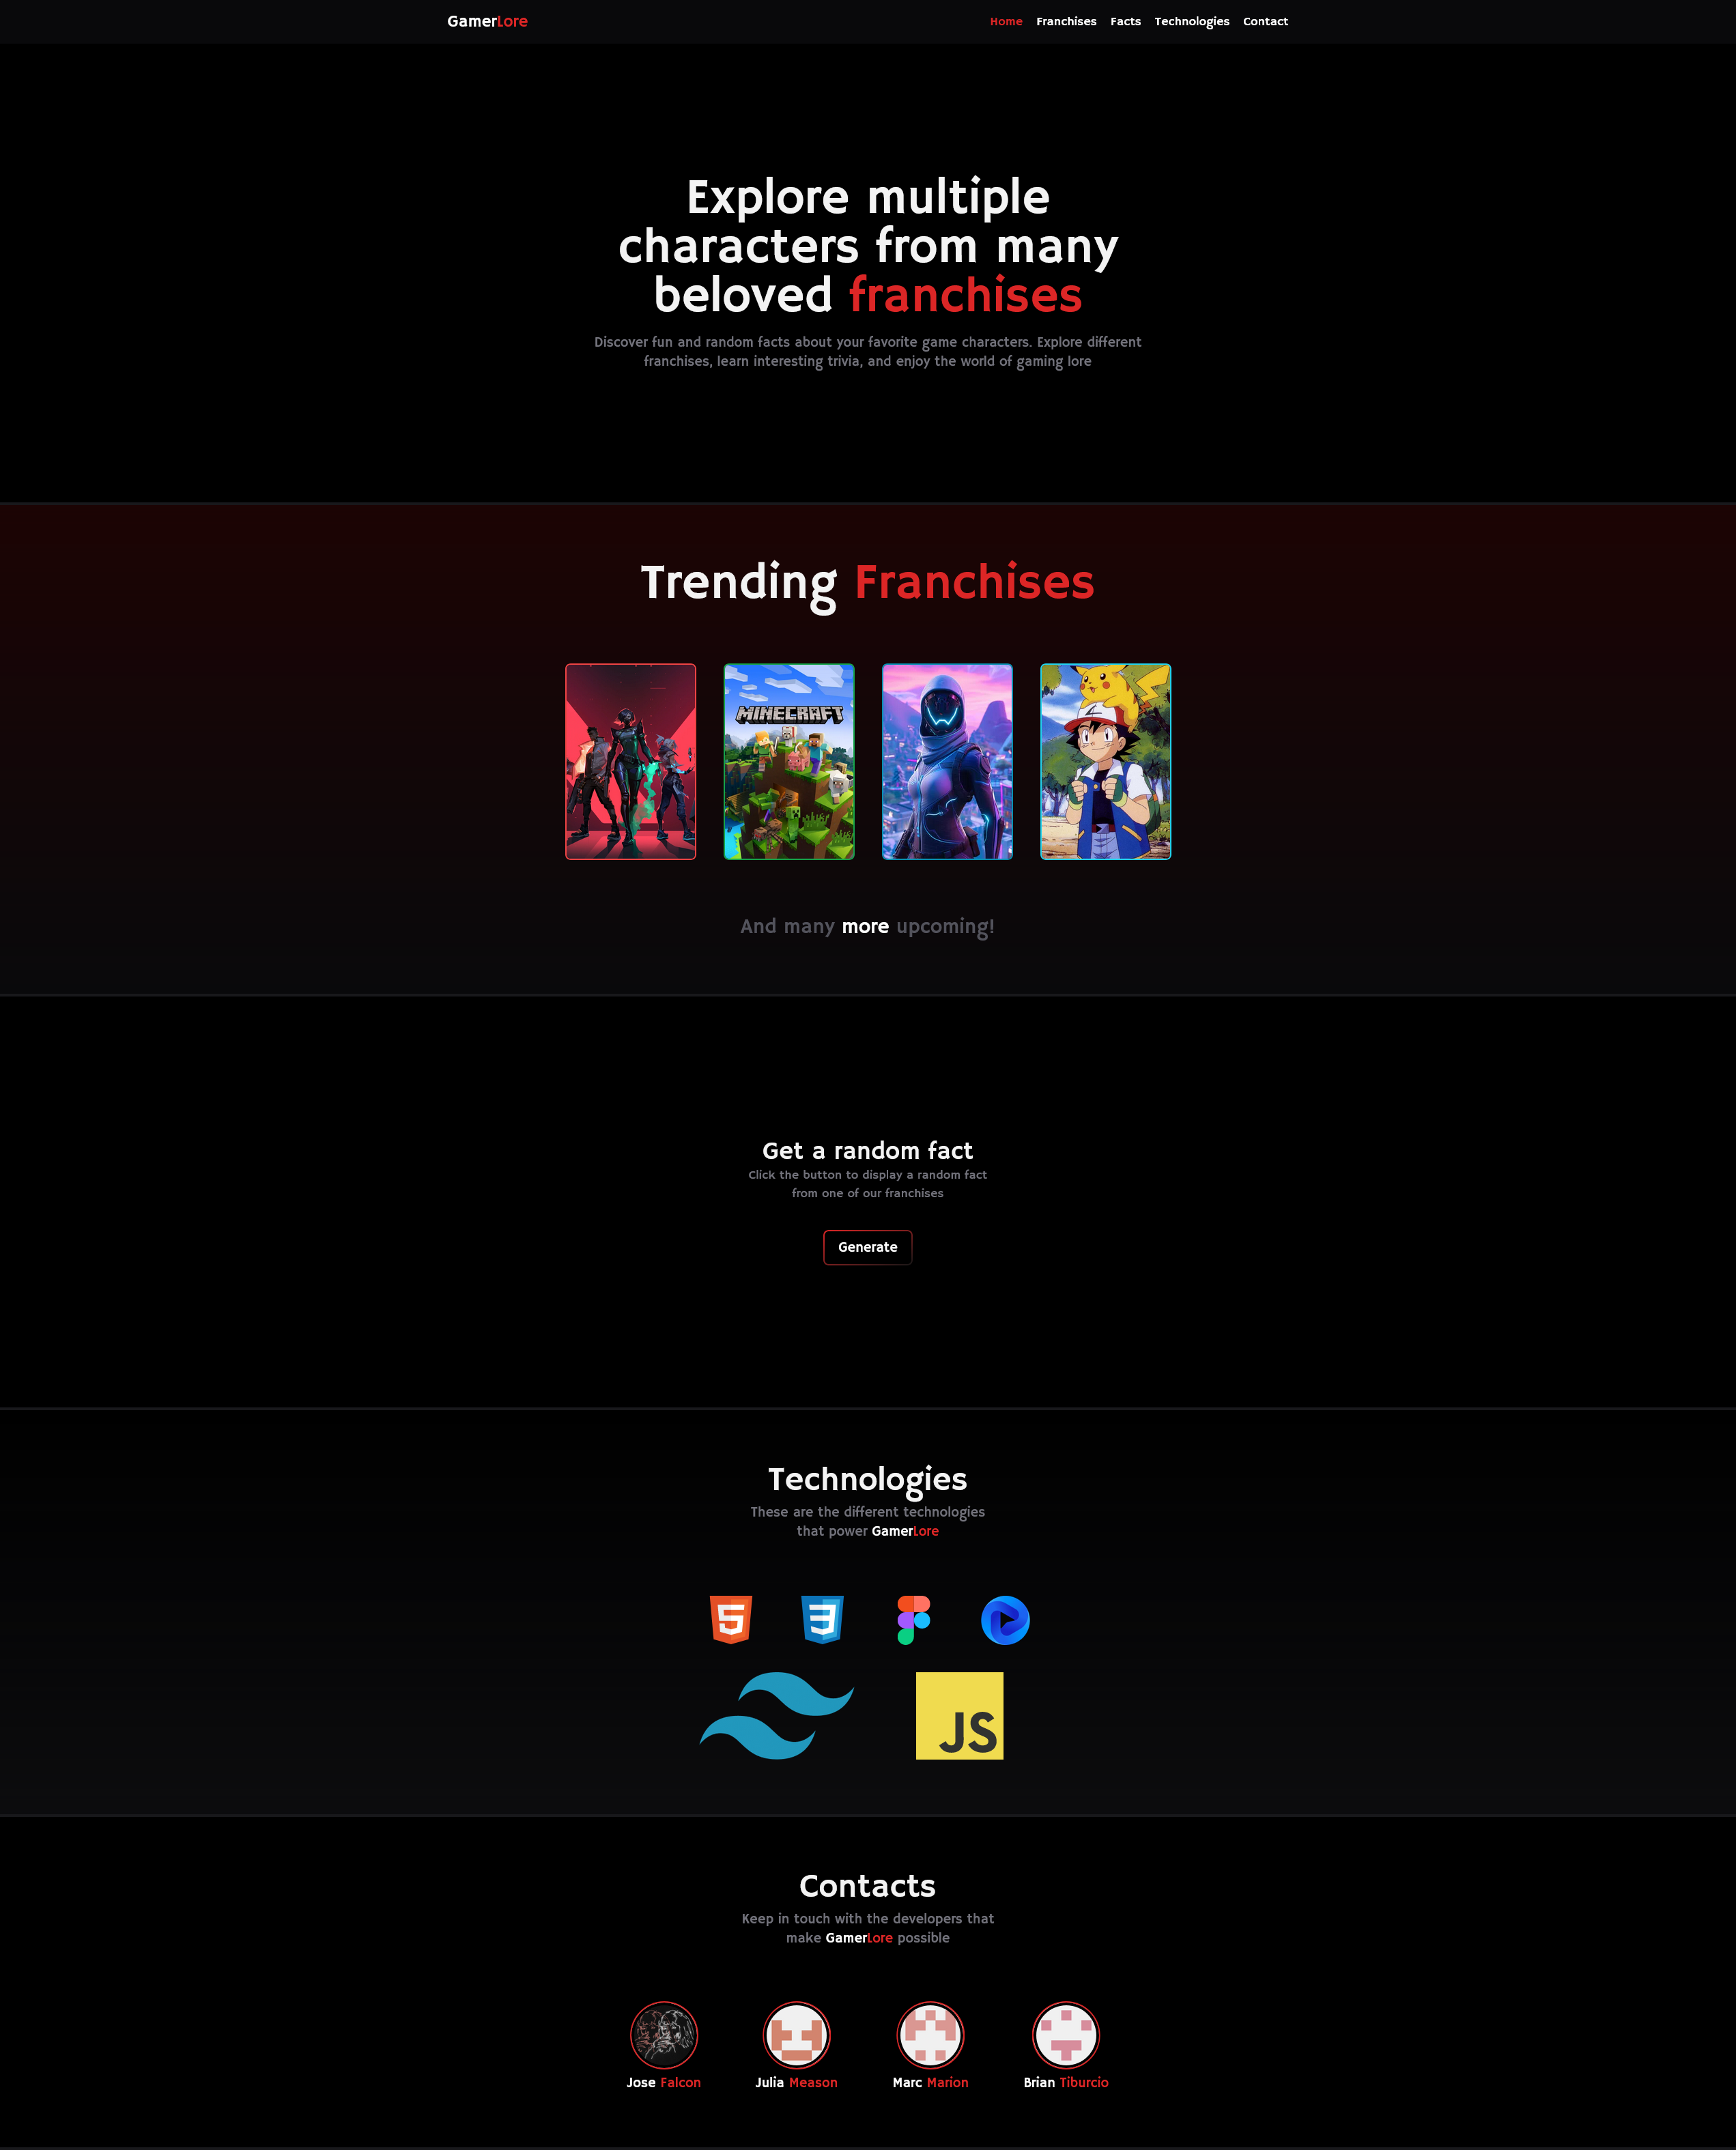 GamerLore
Home Franchises Facts Technologies Contact
Explore multiple
characters from many
beloved franchises
Discover fun and random facts about your favorite game characters. Explore different
franchises, learn interesting trivia, and enjoy the world of gaming lore
Trending Franchises
MINECRAFT
And many more upcoming!
Get a random fact
Click the button to display a random fact
from one of our franchises
Generate
Technologies
These are the different technologies
that power GamerLore
JS
Contacts
Keep in touch with the developers that
make GamerLore possible
Jose Falcon
Julia Meason
Marc Marion
Brian Tiburcio